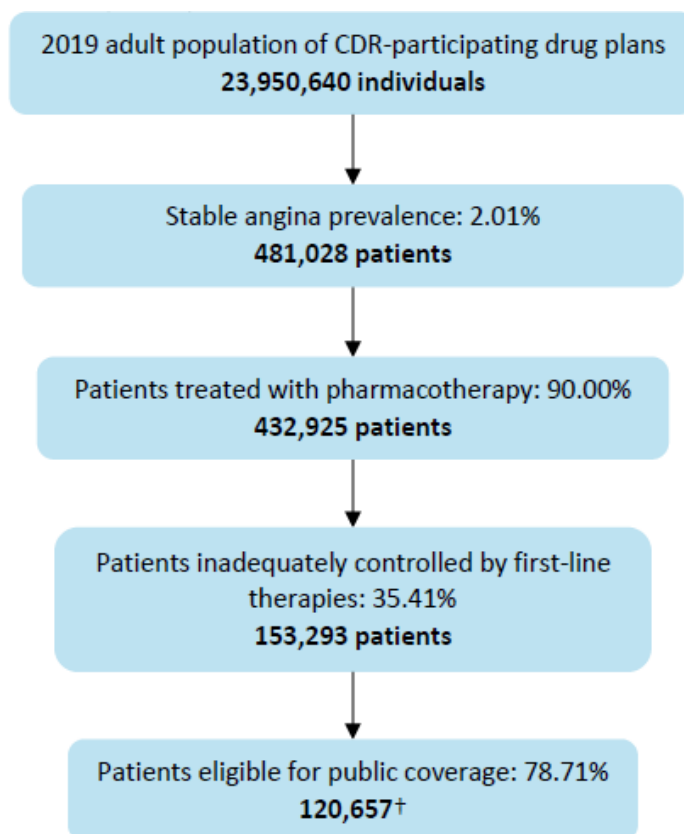 2019 adult population of CDR-participating drug plans
23,950,640 individuals
Stable angina prevalence: 2.01%
481,028 patients
Patients treated with pharmacotherapy: 90.00%
432,925 patients
Patients inadequately controlled by first-line
therapies: 35.41%
153,293 patients
Patients eligible for public coverage: 78.71%
120,657†